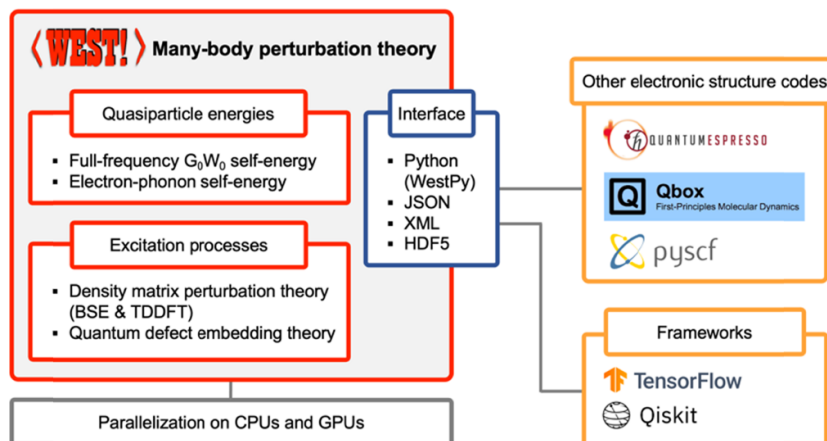 WEST! Many-body perturbation theory
Quasiparticle energies
▪ Full-frequency G₀W₀ self-energy
▪ Electron-phonon self-energy
Excitation processes
▪ Density matrix perturbation theory
(BSE & TDDFT)
▪ Quantum defect embedding theory
Parallelization on CPUs and GPUs
Interface
▪ Python
(WestPy)
▪ JSON
▪ XML
▪ HDF5
Other electronic structure codes
ħ QUANTUMESPRESSO
Q Qbox
First-Principles Molecular Dynamics
pyscf
Frameworks
TensorFlow
Qiskit